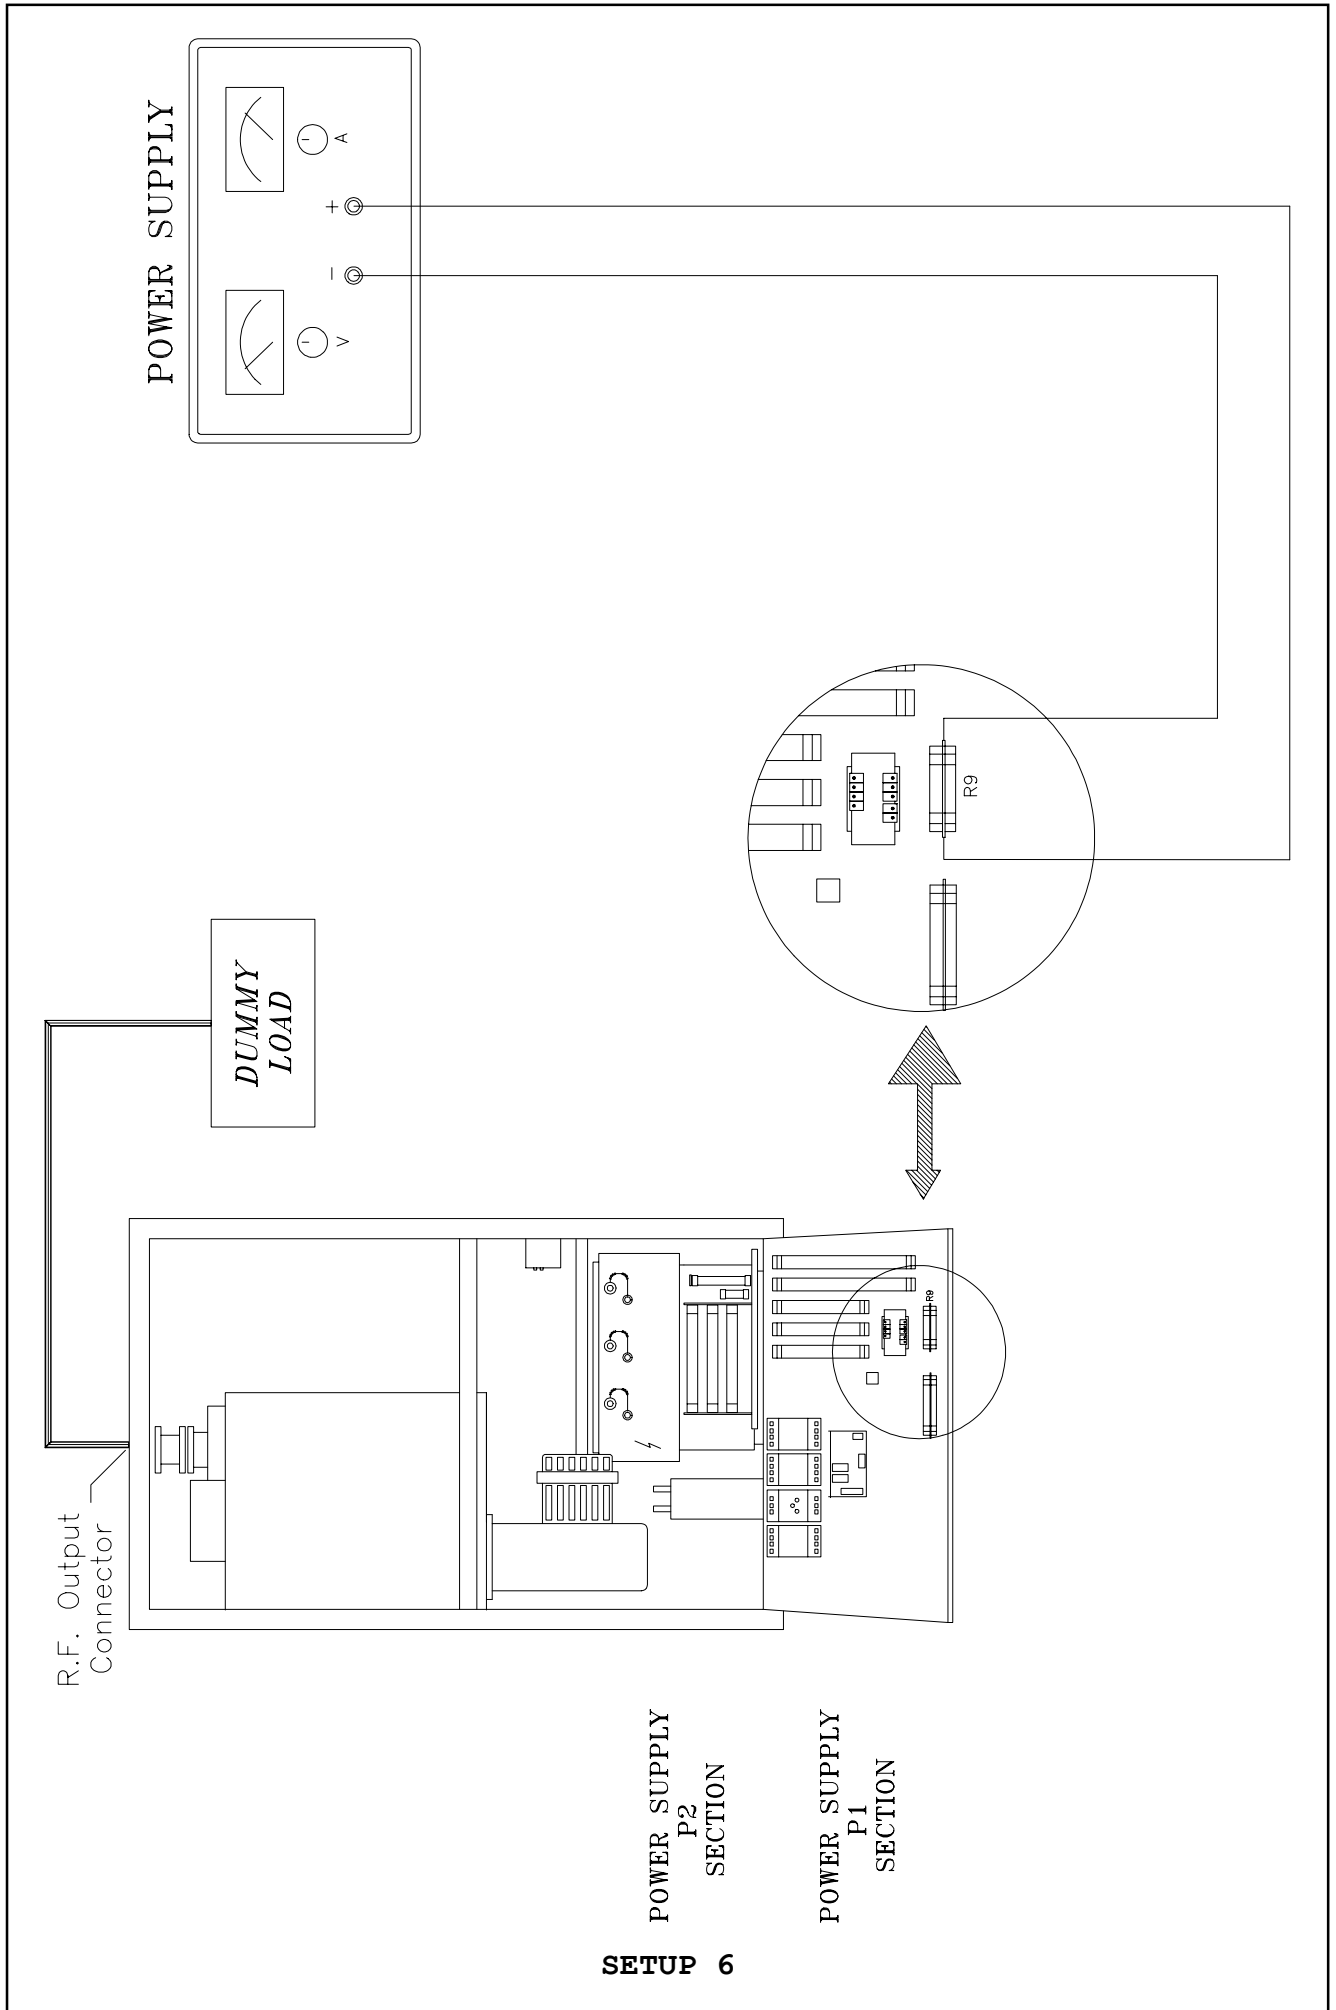 POWER SUPPLY
V
-
+
A
DUMMY
LOAD
R.F. Output
Connector
R9
R9
POWER SUPPLY
P2
SECTION
POWER SUPPLY
P1
SECTION
SETUP 6